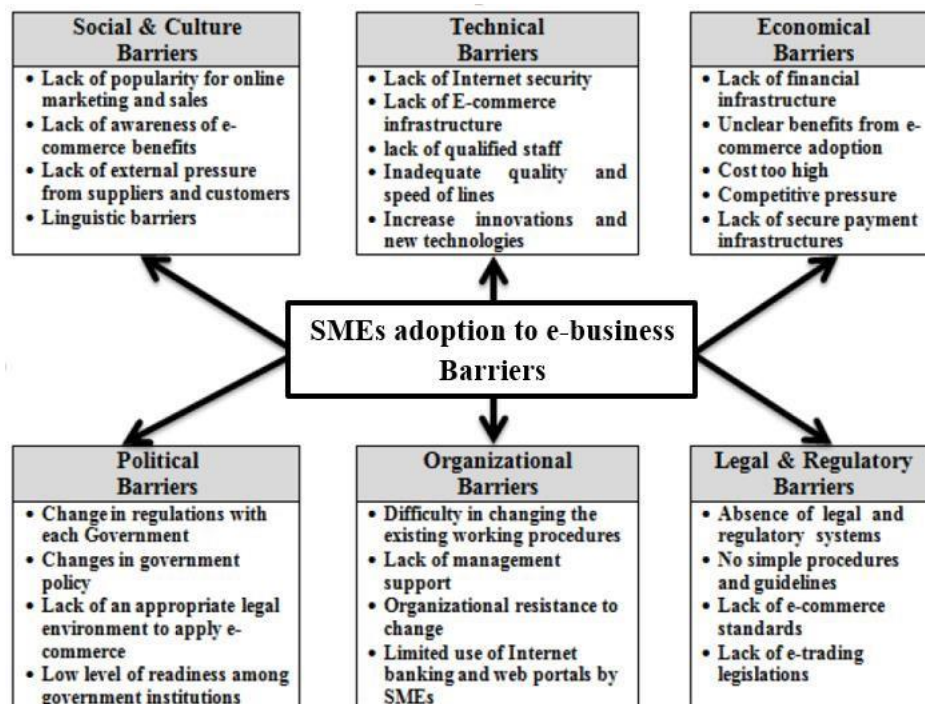 Social & Culture
Barriers
• Lack of popularity for online
marketing and sales
• Lack of awareness of e-
commerce benefits
• Lack of external pressure
from suppliers and customers
• Linguistic barriers
Technical
Barriers
• Lack of Internet security
• Lack of E-commerce
infrastructure
• lack of qualified staff
• Inadequate quality and
speed of lines
• Increase innovations and
new technologies
Economical
Barriers
• Lack of financial
infrastructure
• Unclear benefits from e-
commerce adoption
• Cost too high
• Competitive pressure
• Lack of secure payment
infrastructures
SMEs adoption to e-business
Barriers
Political
Barriers
• Change in regulations with
each Government
• Changes in government
policy
• Lack of an appropriate legal
environment to apply e-
commerce
• Low level of readiness among
government institutions
Organizational
Barriers
• Difficulty in changing the
existing working procedures
• Lack of management
support
• Organizational resistance to
change
• Limited use of Internet
banking and web portals by
SMEs
Legal & Regulatory
Barriers
• Absence of legal and
regulatory systems
• No simple procedures
and guidelines
• Lack of e-commerce
standards
• Lack of e-trading
legislations